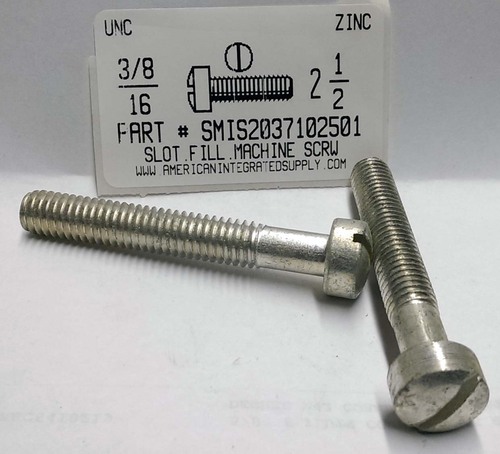 UNC ZINC
3/8
16
2 1/2
PART # SMIS2037102501
SLOT.FILL.MACHINE SCRW
WWW.AMERICANINTEGRATEDSUPPLY.COM